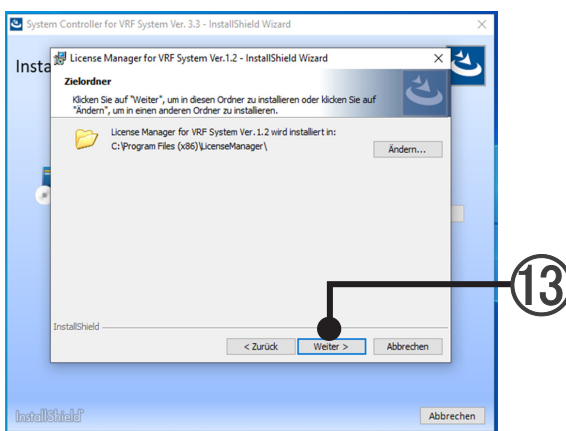 System Controller for VRF System Ver. 3.3 - InstallShield Wizard
Insta
License Manager for VRF System Ver.1.2 - InstallShield Wizard
Zielordner
Klicken Sie auf "Weiter", um in diesen Ordner zu installieren oder klicken Sie auf
"Ändern", um in einen anderen Ordner zu installieren.
License Manager for VRF System Ver.1.2 wird installiert in:
C:\Program Files (x86)\LicenseManager\
Ändern...
⑬
InstallShield
< Zurück Weiter > Abbrechen
InstallShield
Abbrechen